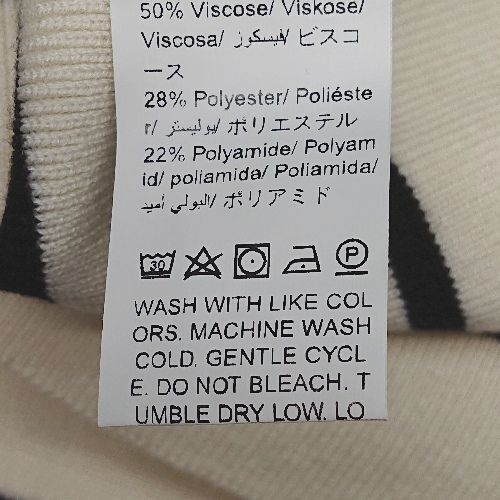 50% Viscose/ Viskose/
Viscosa/ فيسكوز/ ビスコ
ース
28% Polyester/ Poliéste
r/ بوليستر/ ポリエステル
22% Polyamide/ Polyam
id/ poliamida/ Poliamida/
البولي أميد/ ポリアミド
30
P
WASH WITH LIKE COL
ORS. MACHINE WASH
COLD. GENTLE CYCL
E. DO NOT BLEACH. T
UMBLE DRY LOW. LO